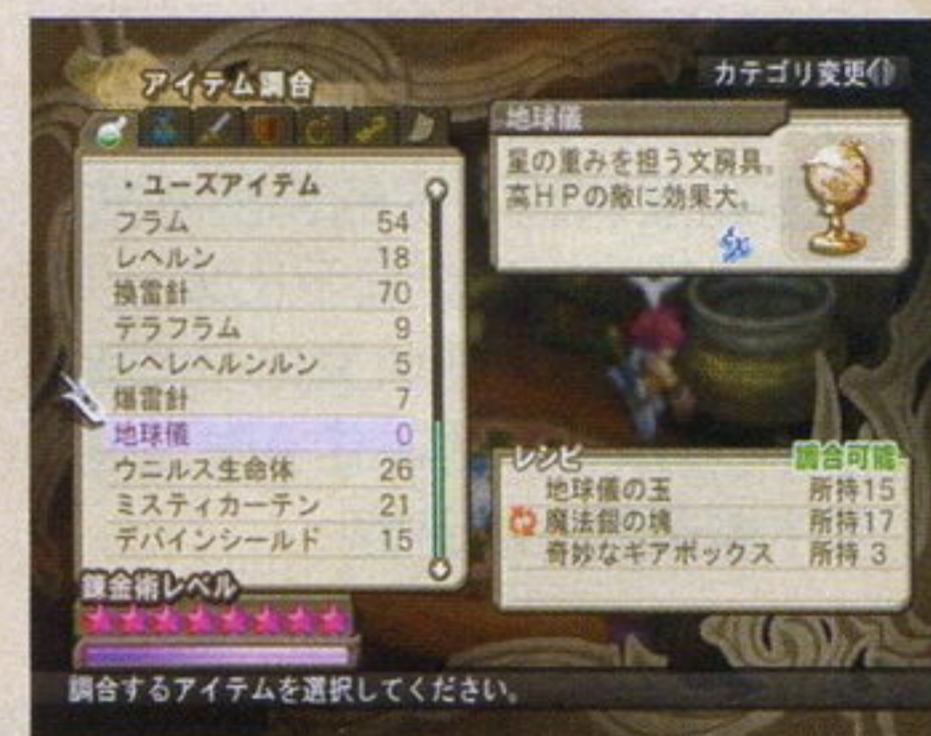 アイテム調合
カテゴリ変更
・ユーズアイテム
フラム 54
レヘルン 18
換雷針 70
テラフラム 9
レヘレヘルンルン 5
爆雷針 7
地球儀 0
ウニルス生命体 26
ミスティカーテン 21
デバインシールド 15
錬金術レベル
地球儀
星の重みを担う文房具。
高HPの敵に効果大。
レシピ 調合可能
地球儀の玉 所持15
魔法銀の塊 所持17
奇妙なギアボックス 所持 3
調合するアイテムを選択してください。